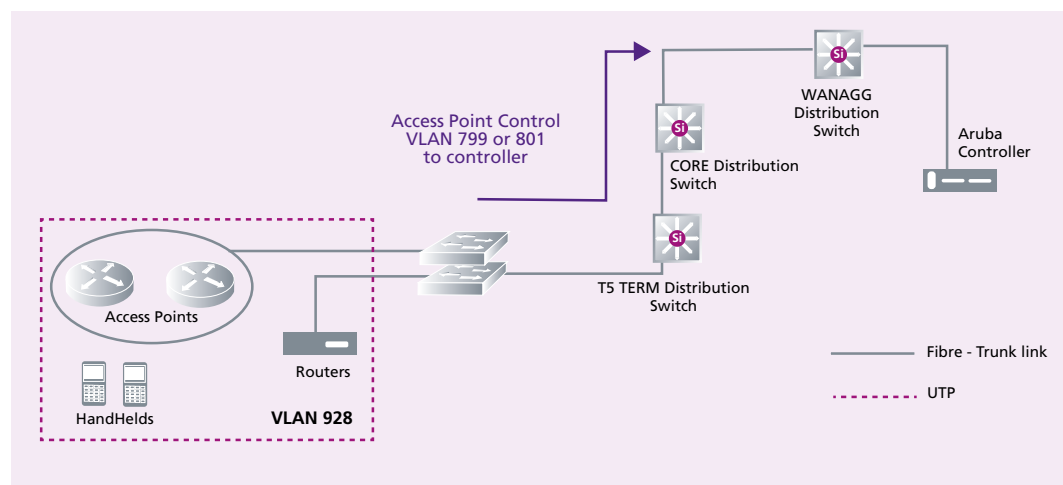 Si
WANAGG
Distribution
Switch
Access Point Control
VLAN 799 or 801
to controller
Si
CORE Distribution
Switch
Aruba
Controller
Si
T5 TERM Distribution
Switch
Access Points
Routers
HandHelds
VLAN 928
Fibre - Trunk link
UTP